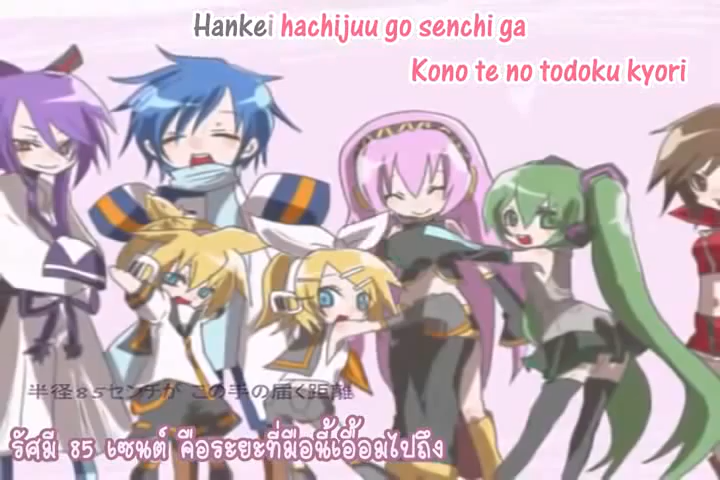 Hankei hachijuu go senchi ga
Kono te no todoku kyori
半径85センチが この手の届く距離
รัศมี 85 เซนต์ คือระยะที่มือนี้เอื้อมไปถึง